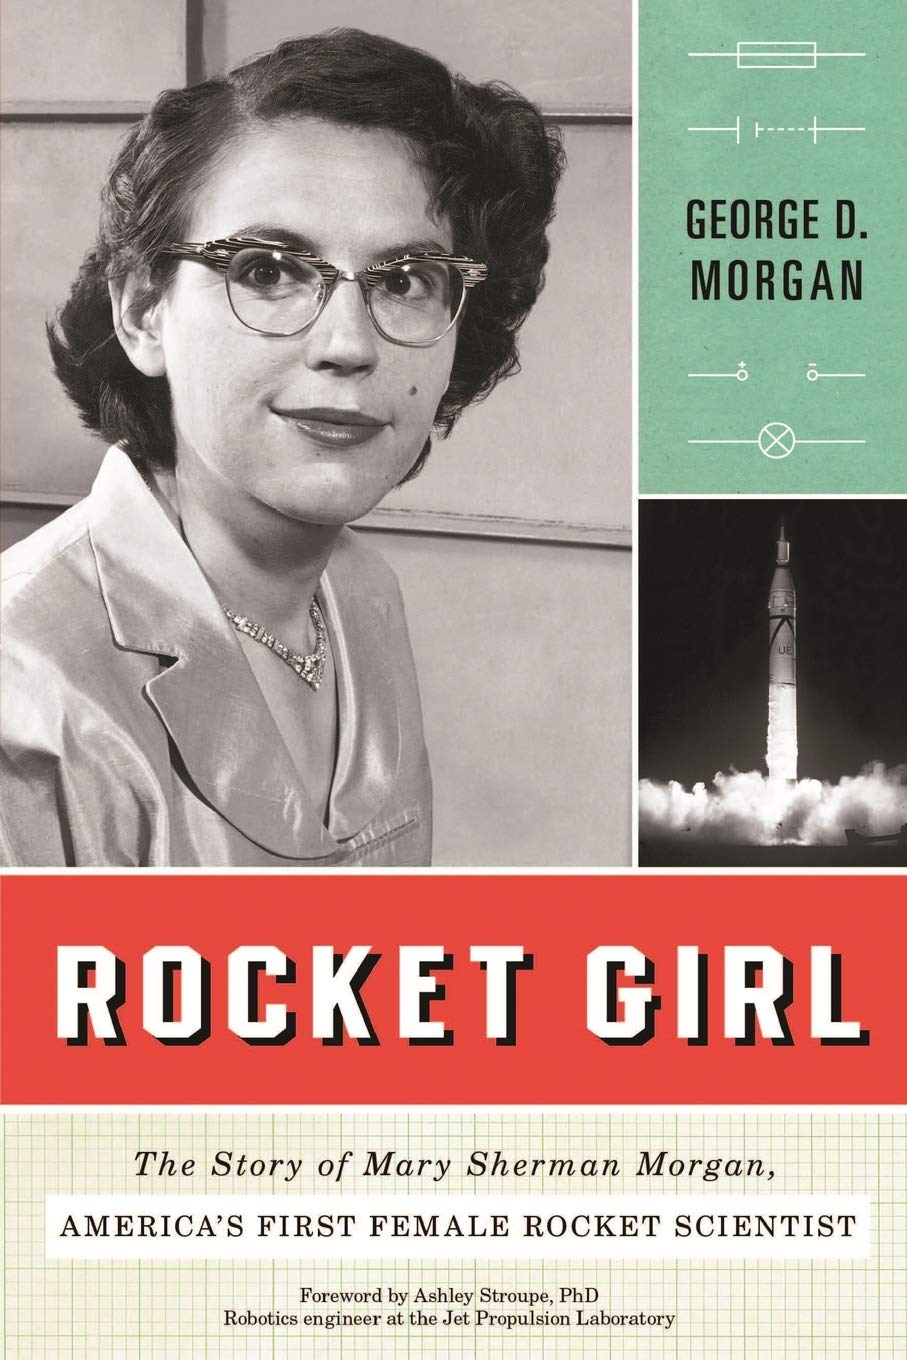 GEORGE D.
MORGAN
UE
ROCKET GIRL
The Story of Mary Sherman Morgan,
AMERICA'S FIRST FEMALE ROCKET SCIENTIST
Foreword by Ashley Stroupe, PhD
Robotics engineer at the Jet Propulsion Laboratory